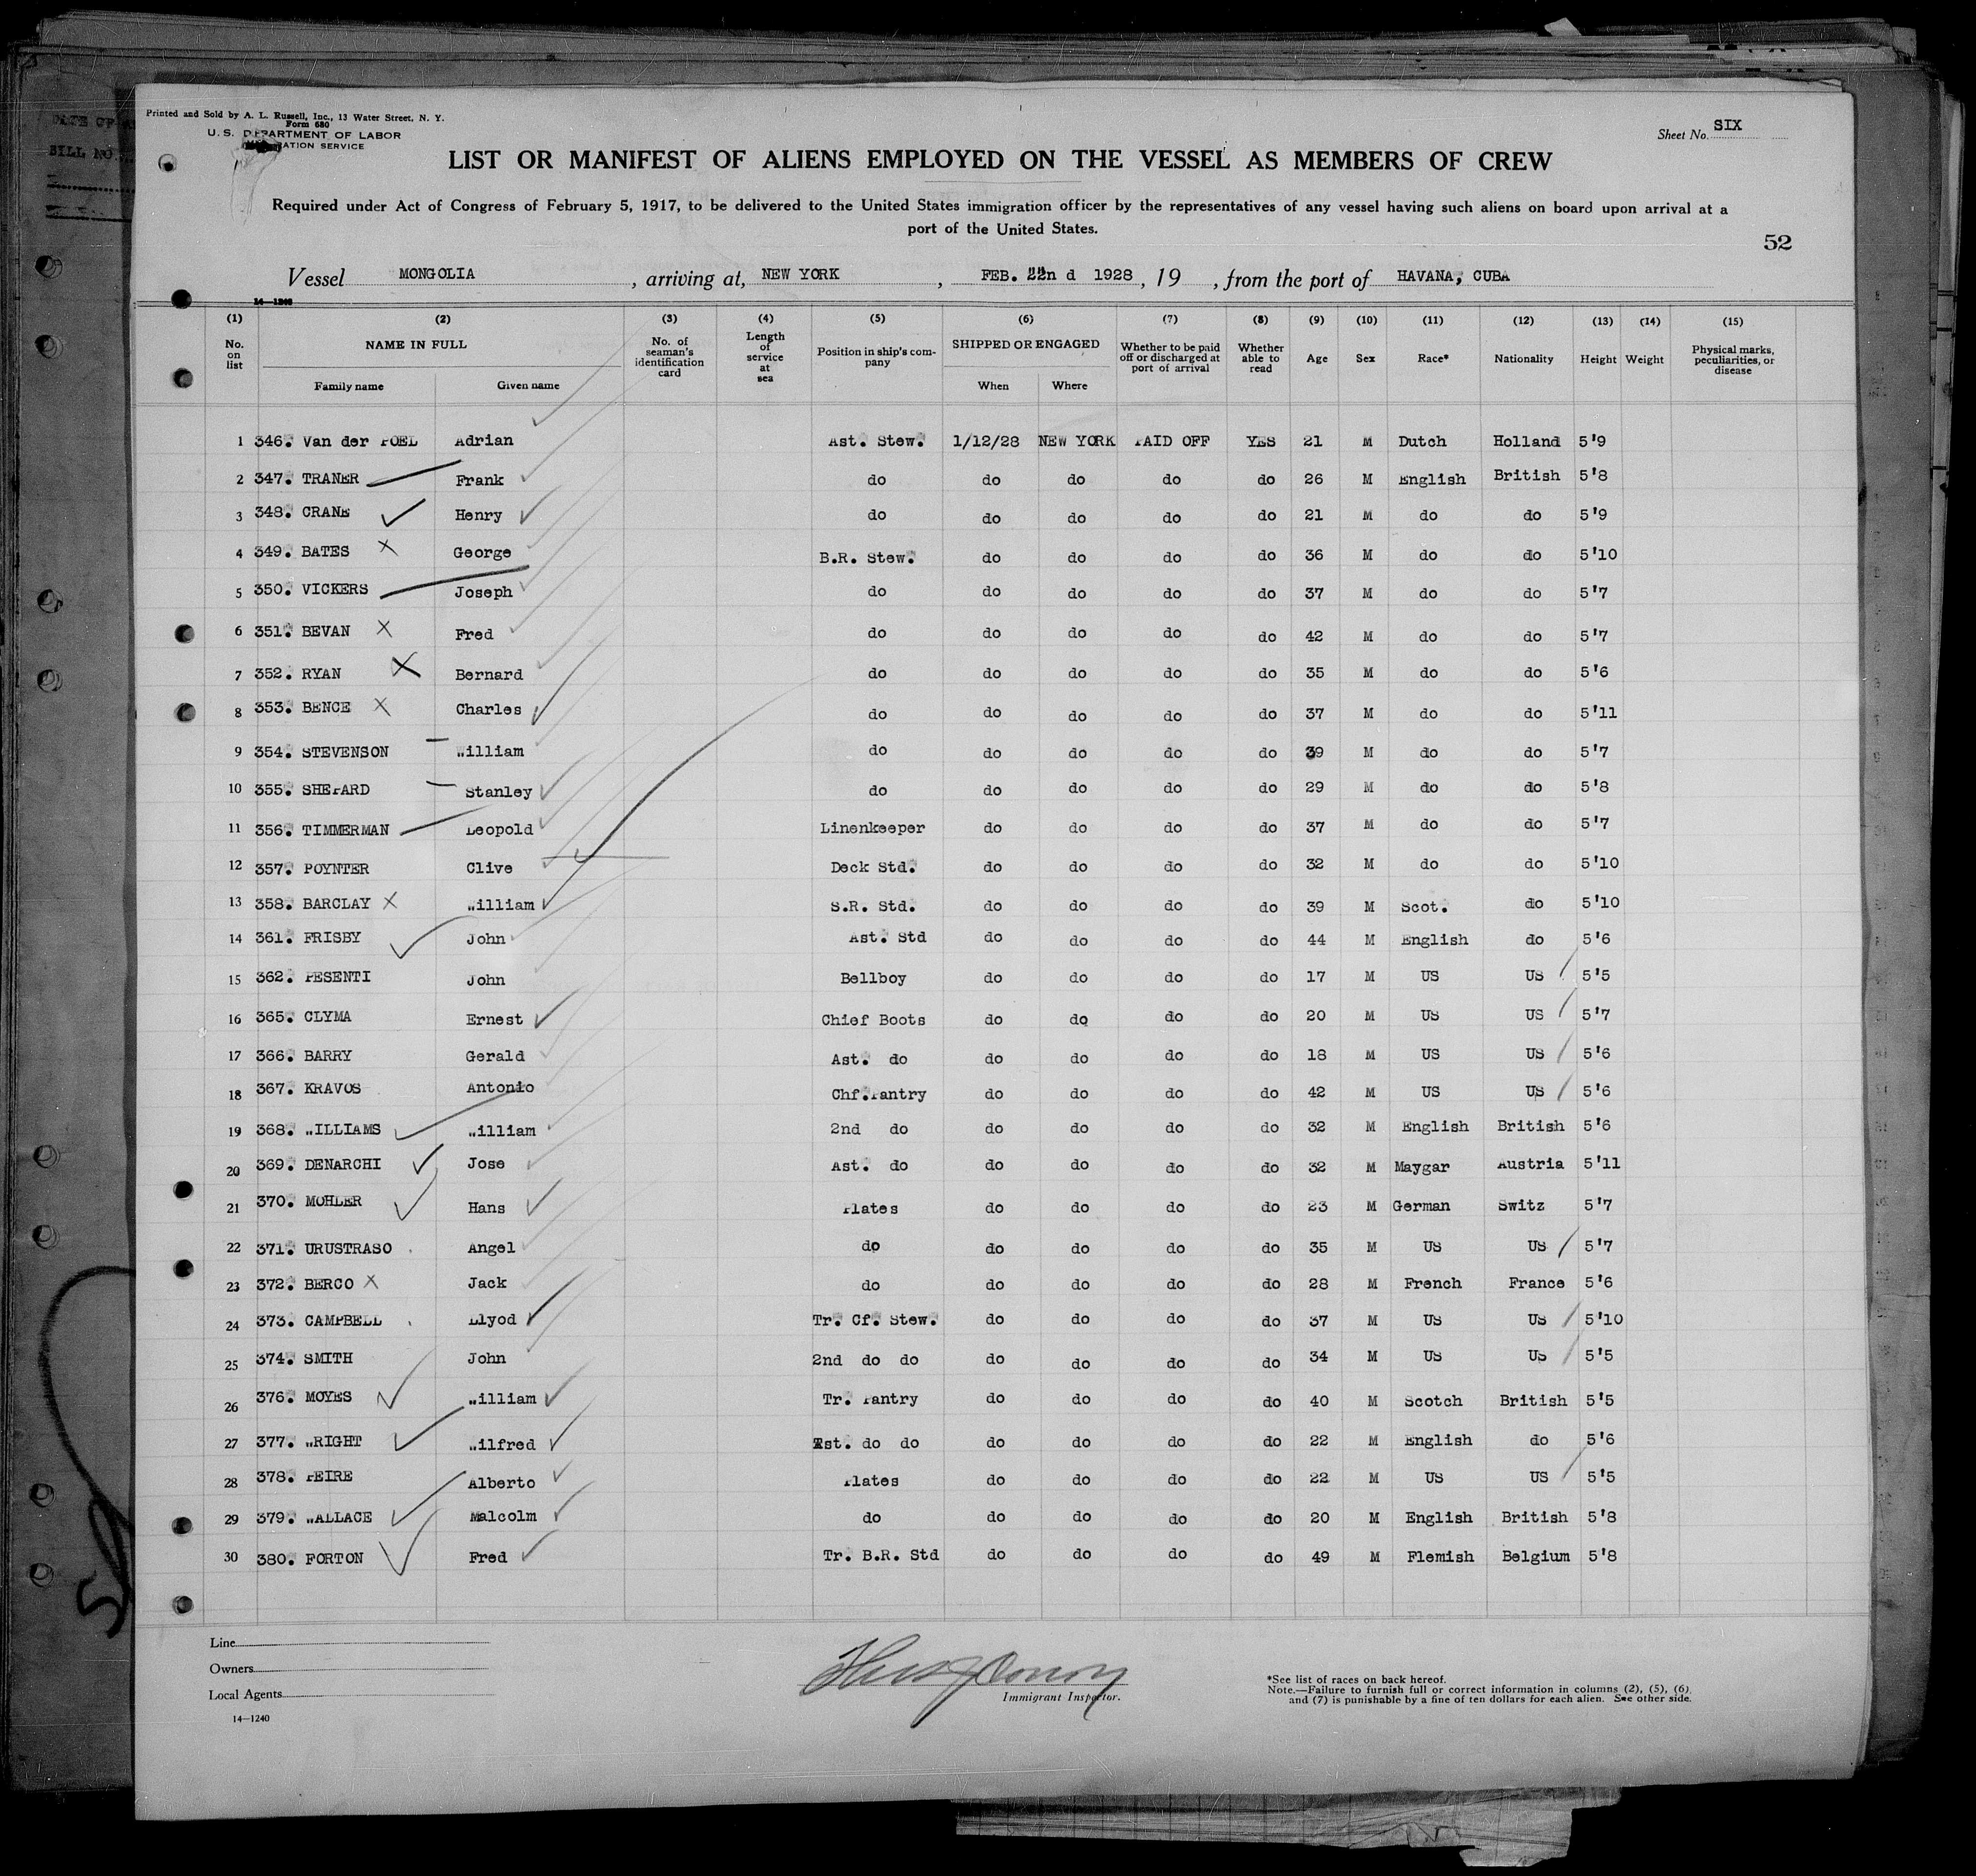 Printed and Sold by A. L. Russell, Inc., 13 Water Street, N. Y.
Form 680
U. S. DEPARTMENT OF LABOR
IMMIGRATION SERVICE
Sheet No. SIX
LIST OR MANIFEST OF ALIENS EMPLOYED ON THE VESSEL AS MEMBERS OF CREW
Required under Act of Congress of February 5, 1917, to be delivered to the United States immigration officer by the representatives of any vessel having such aliens on board upon arrival at a
port of the United States.
52
Vessel MONGOLIA, arriving at, NEW YORK, FEB. 22n d 1928, 19 , from the port of HAVANA, CUBA
14—1240
(1) (2) (3) (4) (5) (6) (7) (8) (9) (10) (11) (12) (13) (14) (15)
No. on list NAME IN FULL Family name Given name No. of seaman's identification card Length of service at sea Position in ship's company SHIPPED OR ENGAGED When Where Whether to be paid off or discharged at port of arrival Whether able to read Age Sex Race* Nationality Height Weight Physical marks, peculiarities, or disease
1 346. Van der POEL Adrian Ast. Stew. 1/12/28 NEW YORK PAID OFF YES 21 M Dutch Holland 5'9
2 347. TRANER Frank do do do do do 26 M English British 5'8
3 348. CRANE Henry do do do do do 21 M do do 5'9
4 349. BATES George B.R. Stew. do do do do 36 M do do 5'10
5 350. VICKERS Joseph do do do do do 37 M do do 5'7
6 351. BEVAN Fred do do do do do 42 M do do 5'7
7 352. RYAN Bernard do do do do do 35 M do do 5'6
8 353. BENCE Charles do do do do do 37 M do do 5'11
9 354. STEVENSON William do do do do do 39 M do do 5'7
10 355. SHEPARD Stanley do do do do do 29 M do do 5'8
11 356. TIMMERMAN Leopold Linenkeeper do do do do 37 M do do 5'7
12 357. POYNTER Clive Deck Std. do do do do 32 M do do 5'10
13 358. BARCLAY William S.R. Std. do do do do 39 M Scot. do 5'10
14 361. FRISBY John Ast. Std do do do do 44 M English do 5'6
15 362. PESENTI John Bellboy do do do do 17 M US US 5'5
16 365. CLYMA Ernest Chief Boots do do do do 20 M US US 5'7
17 366. BARRY Gerald Ast. do do do do do 18 M US US 5'6
18 367. KRAVOS Antonio Chf.Pantry do do do do 42 M US US 5'6
19 368. WILLIAMS William 2nd do do do do do 32 M English British 5'6
20 369. DENARCHI Jose Ast. do do do do do 32 M Maygar Austria 5'11
21 370. MOHLER Hans Plates do do do do 23 M German Switz 5'7
22 371. URUSTRASO Angel do do do do do 35 M US US 5'7
23 372. BERCO Jack do do do do do 28 M French France 5'6
24 373. CAMPBELL Llyod Tr. Cf. Stew. do do do do 37 M US US 5'10
25 374. SMITH John 2nd do do do do do do 34 M US US 5'5
26 376. MOYES William Tr. Pantry do do do do 40 M Scotch British 5'5
27 377. WRIGHT Wilfred st. do do do do do do 22 M English do 5'6
28 378. PEIRE Alberto Plates do do do do 22 M US US 5'5
29 379. WALLACE Malcolm do do do do do 20 M English British 5'8
30 380. FORTON Fred Tr. B.R. Std do do do do 49 M Flemish Belgium 5'8
Line
Owners
Local Agents
14—1240
Immigrant Inspector.
*See list of races on back hereof.
Note.—Failure to furnish full or correct information in columns (2), (5), (6),
and (7) is punishable by a fine of ten dollars for each alien. See other side.